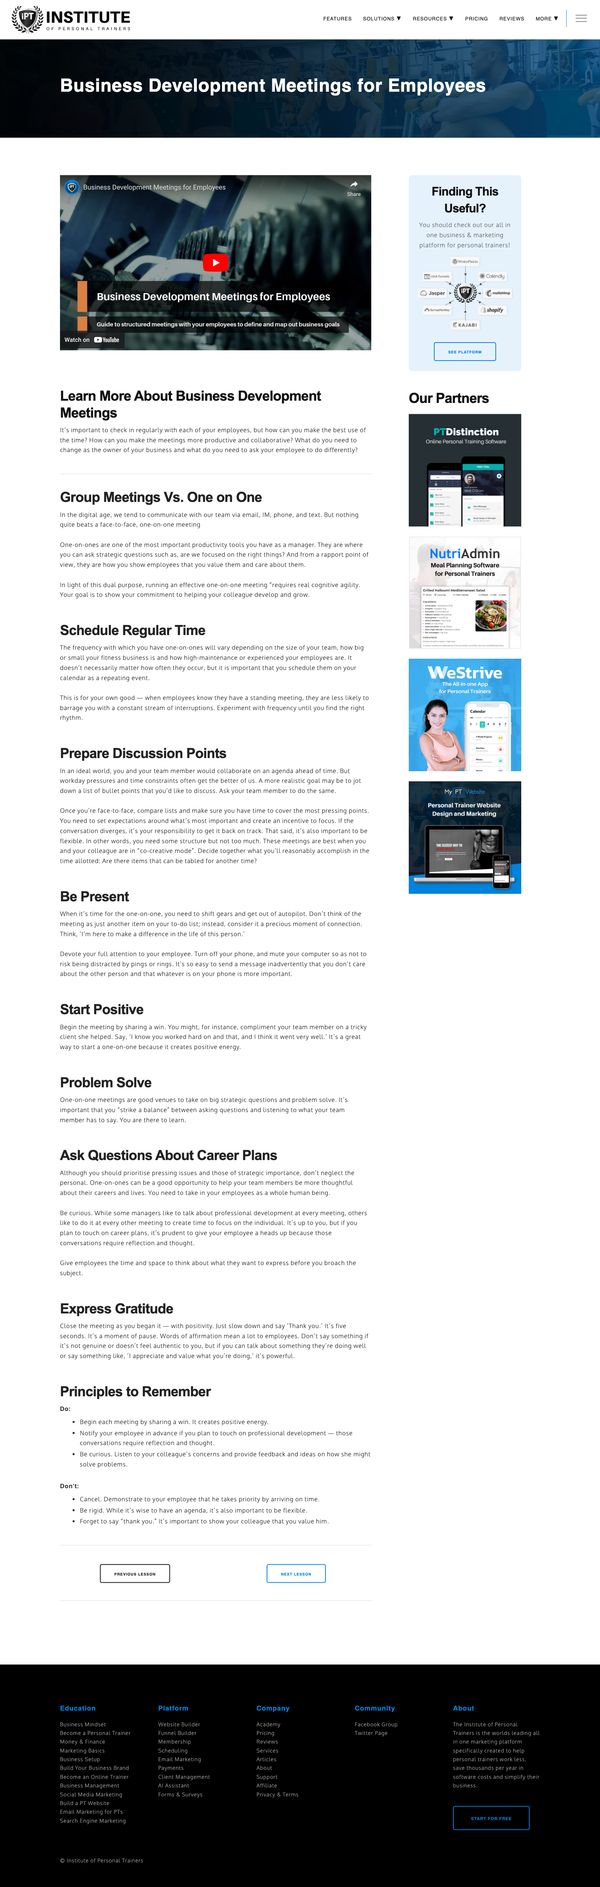 IPT
INSTITUTE
OF PERSONAL TRAINERS
FEATURES
SOLUTIONS ▼
RESOURCES ▼
PRICING
REVIEWS
MORE ▼
Business Development Meetings for Employees
IPT
Business Development Meetings for Employees
Share
Business Development Meetings for Employees
Guide to structured meetings with your employees to define and map out business goals
Watch on YouTube
Learn More About Business Development
Meetings
It's important to check in regularly with each of your employees, but how can you make the best use of
the time? How can you make the meetings more productive and collaborative? What do you need to
change as the owner of your business and what do you need to ask your employee to do differently?
Group Meetings Vs. One on One
In the digital age, we tend to communicate with our team via email, IM, phone, and text. But nothing
quite beats a face-to-face, one-on-one meeting
One-on-ones are one of the most important productivity tools you have as a manager. They are where
you can ask strategic questions such as, are we focused on the right things? And from a rapport point of
view, they are how you show employees that you value them and care about them.
In light of this dual purpose, running an effective one-on-one meeting "requires real cognitive agility.
Your goal is to show your commitment to helping your colleague develop and grow.
Schedule Regular Time
The frequency with which you have one-on-ones will vary depending on the size of your team, how big
or small your fitness business is and how high-maintenance or experienced your employees are. It
doesn't necessarily matter how often they occur, but it is important that you schedule them on your
calendar as a repeating event.
This is for your own good — when employees know they have a standing meeting, they are less likely to
barrage you with a constant stream of interruptions. Experiment with frequency until you find the right
rhythm.
Prepare Discussion Points
In an ideal world, you and your team member would collaborate on an agenda ahead of time. But
workday pressures and time constraints often get the better of us. A more realistic goal may be to jot
down a list of bullet points that you'd like to discuss. Ask your team member to do the same.
Once you're face-to-face, compare lists and make sure you have time to cover the most pressing points.
You need to set expectations around what's most important and create an incentive to focus. If the
conversation diverges, it's your responsibility to get it back on track. That said, it's also important to be
flexible. In other words, you need some structure but not too much. These meetings are best when you
and your colleague are in "co-creative mode". Decide together what you'll reasonably accomplish in the
time allotted: Are there items that can be tabled for another time?
Be Present
When it's time for the one-on-one, you need to shift gears and get out of autopilot. Don't think of the
meeting as just another item on your to-do list; instead, consider it a precious moment of connection.
Think, 'I'm here to make a difference in the life of this person.'
Devote your full attention to your employee. Turn off your phone, and mute your computer so as not to
risk being distracted by pings or rings. It's so easy to send a message inadvertently that you don't care
about the other person and that whatever is on your phone is more important.
Start Positive
Begin the meeting by sharing a win. You might, for instance, compliment your team member on a tricky
client she helped. Say, 'I know you worked hard on that, and I think it went very well.' It's a great
way to start a one-on-one because it creates positive energy.
Problem Solve
One-on-one meetings are good venues to take on big strategic questions and problem solve. It's
important that you "strike a balance" between asking questions and listening to what your team
member has to say. You are there to learn.
Ask Questions About Career Plans
Although you should prioritise pressing issues and those of strategic importance, don't neglect the
personal. One-on-ones can be a good opportunity to help your team members be more thoughtful
about their careers and lives. You need to take in your employees as a whole human being.
Be curious. While some managers like to talk about professional development at every meeting, others
like to do it at every other meeting to create time to focus on the individual. It's up to you, but if you
plan to touch on career plans, it's prudent to give your employee a heads up because those
conversations require reflection and thought.
Give employees the time and space to think about what they want to express before you broach the
subject.
Express Gratitude
Close the meeting as you began it — with positivity. Just slow down and say 'Thank you.' It's five
seconds. It's a moment of pause. Words of affirmation mean a lot to employees. Don't say something if
it's not genuine or doesn't feel authentic to you, but if you can talk about something they're doing well
or say something like, 'I appreciate and value what you're doing,' it's powerful.
Principles to Remember
Do:
• Begin each meeting by sharing a win. It creates positive energy.
• Notify your employee in advance if you plan to touch on professional development — those
conversations require reflection and thought.
• Be curious. Listen to your colleague's concerns and provide feedback and ideas on how she might
solve problems.
Don't:
• Cancel. Demonstrate to your employee that he takes priority by arriving on time.
• Be rigid. While it's wise to have an agenda, it's also important to be flexible.
• Forget to say "thank you." It's important to show your colleague that you value him.
PREVIOUS LESSON
NEXT LESSON
Finding This
Useful?
You should check out our all in
one business & marketing
platform for personal trainers!
Calendly
Jasper
IPT
mailchimp
shopify
KAJABI
SEE PLATFORM
Our Partners
PTDistinction
Online Personal Training Software
NutriAdmin
Meal Planning Software
for Personal Trainers
Grilled Halloumi Mediterranean Salad
WeStrive
The All-in-one App
for Personal Trainers
Calendar
My PT Website
Personal Trainer Website
Design and Marketing
Education
Business Mindset
Become a Personal Trainer
Money & Finance
Marketing Basics
Business Setup
Build Your Business Brand
Become an Online Trainer
Business Management
Social Media Marketing
Build a PT Website
Email Marketing for PTs
Search Engine Marketing
Platform
Website Builder
Funnel Builder
Membership
Scheduling
Email Marketing
Payments
Client Management
AI Assistant
Forms & Surveys
Company
Academy
Pricing
Reviews
Services
Articles
About
Support
Affiliate
Privacy & Terms
Community
Facebook Group
Twitter Page
About
The Institute of Personal
Trainers is the worlds leading all
in one marketing platform
specifically created to help
personal trainers work less,
save thousands per year in
software costs and simplify their
business.
START FOR FREE
© Institute of Personal Trainers